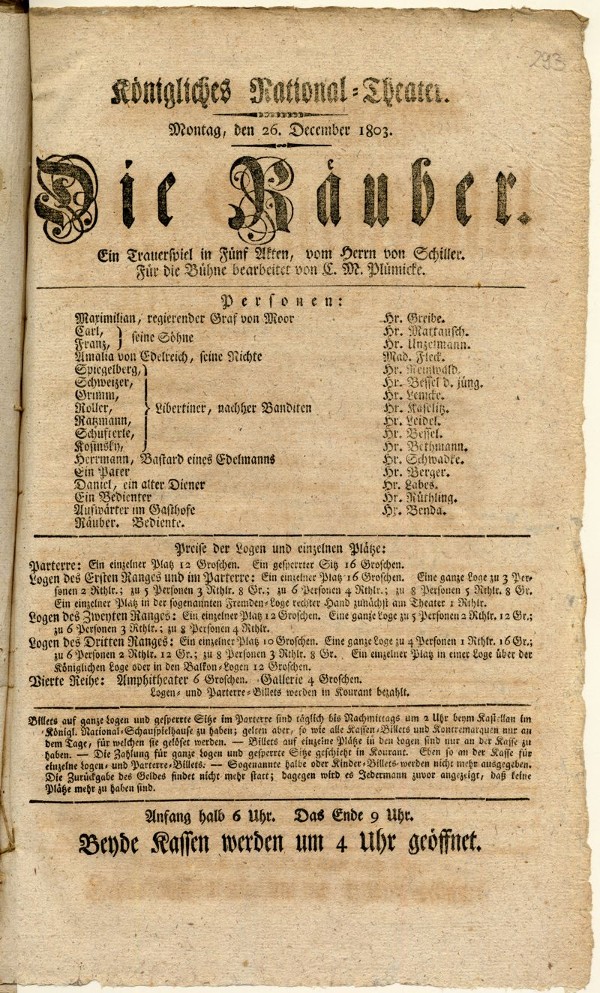 293
Königliches National-Theater.
Montag, den 26. December 1803.
Die Räuber.
Ein Trauerspiel in Fünf Akten, vom Herrn von Schiller.
Für die Bühne bearbeitet von C. M. Plümicke.
Personen:
Maximilian, regierender Graf von Moor Hr. Greibe.
Carl, Hr. Mattausch.
Franz, } seine Söhne Hr. Unzelmann.
Amalia von Edelreich, seine Nichte Mad. Fleck.
Spiegelberg, Hr. Reinwald.
Schweizer, Hr. Bessel d. jüng.
Grimm, Hr. Lemcke.
Roller, } Libertiner, nachher Banditen Hr. Kaselitz.
Ratzmann, Hr. Leidel.
Schufterle, Hr. Bessel.
Kosinsky, Hr. Bethmann.
Herrmann, Bastard eines Edelmanns Hr. Schwadke.
Ein Pater Hr. Berger.
Daniel, ein alter Diener Hr. Labes.
Ein Bedienter Hr. Rüthling.
Aufwärter im Gasthofe Hr. Benda.
Räuber. Bediente.
Preise der Logen und einzelnen Plätze:
Parterre: Ein einzelner Platz 12 Groschen. Ein gesperrter Sitz 16 Groschen.
Logen des Ersten Ranges und im Parterre: Ein einzelner Platz 16 Groschen. Eine ganze Loge zu 3 Per-
sonen 2 Rthlr.; zu 5 Personen 3 Rthlr. 8 Gr.; zu 6 Personen 4 Rthlr.; zu 8 Personen 5 Rthlr. 8 Gr.
Ein einzelner Platz in der sogenannten Fremden-Loge rechter Hand zunächst am Theater 1 Rthlr.
Logen des Zweyten Ranges: Ein einzelner Platz 12 Groschen. Eine ganze Loge zu 5 Personen 2 Rthlr. 12 Gr.;
zu 6 Personen 3 Rthlr.; zu 8 Personen 4 Rthlr.
Logen des Dritten Ranges: Ein einzelner Platz 10 Groschen. Eine ganze Loge zu 4 Personen 1 Rthlr. 16 Gr.;
zu 6 Personen 2 Rthlr. 12 Gr.; zu 8 Personen 3 Rthlr. 8 Gr. Ein einzelner Platz in einer Loge über der
Königlichen Loge oder in den Balkon-Logen 12 Groschen.
Vierte Reihe: Amphitheater 6 Groschen. Gallerie 4 Groschen.
Logen- und Parterre-Billets werden in Kourant bezahlt.
Billets auf ganze Logen und gesperrte Sitze im Parterre sind täglich bis Nachmittags um 2 Uhr beym Kastellan im
Königl. National-Schauspielhause zu haben; gelten aber, so wie alle Kassen-Billets und Kontremarquen nur an
dem Tage, für welchen sie gelöset werden. — Billets auf einzelne Plätze in den Logen sind nur an der Kasse zu
haben. — Die Zahlung für ganze Logen und gesperrte Sitze geschieht in Kourant. Eben so an der Kasse für
einzelne Logen- und Parterre-Billets. — Sogenannte halbe oder Kinder-Billets werden nicht mehr ausgegeben.
Die Zurückgabe des Geldes findet nicht mehr statt; dagegen wird es Jedermann zuvor angezeigt, daß keine
Plätze mehr zu haben sind.
Anfang halb 6 Uhr. Das Ende 9 Uhr.
Beyde Kassen werden um 4 Uhr geöffnet.